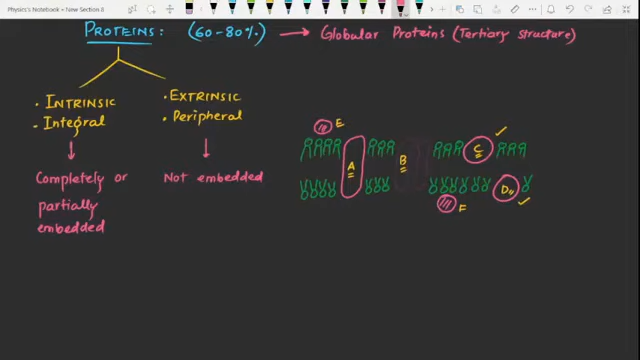 Physics's Notebook » New Section 6
PROTEINS: (60-80%) → Globular Proteins (Tertiary structure)
• INTRINSIC
• Integral
• EXTRINSIC
• Peripheral
Completely or
partially
embedded
Not embedded
E
A
B
C
D
F